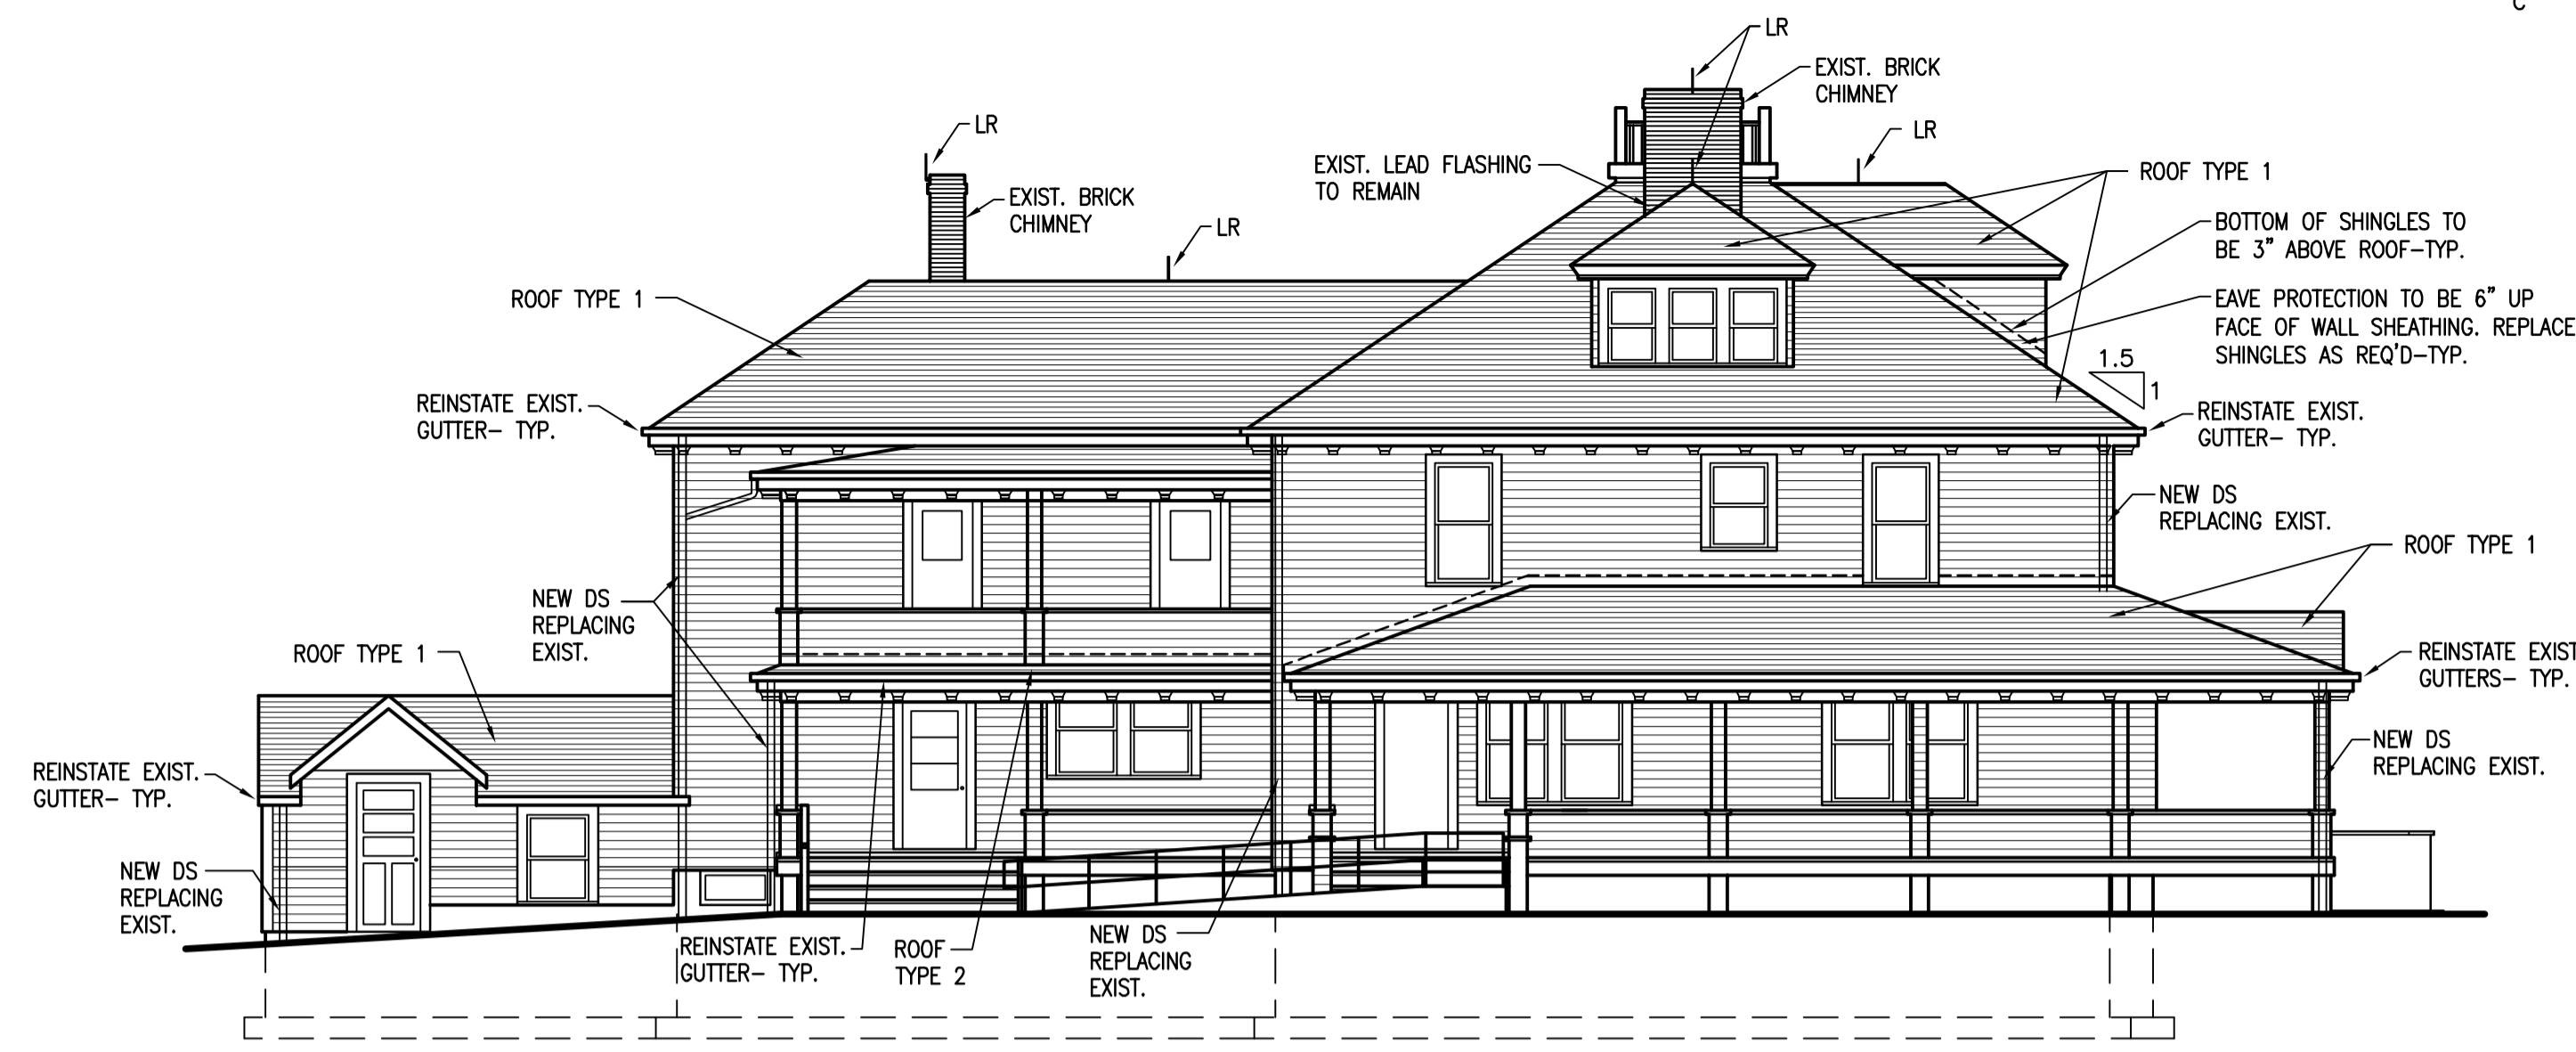 C
LR
EXIST. BRICK
CHIMNEY
LR
LR
EXIST. LEAD FLASHING
TO REMAIN
ROOF TYPE 1
EXIST. BRICK
CHIMNEY
LR
BOTTOM OF SHINGLES TO
BE 3" ABOVE ROOF-TYP.
ROOF TYPE 1
EAVE PROTECTION TO BE 6" UP
FACE OF WALL SHEATHING. REPLACE
SHINGLES AS REQ'D-TYP.
1.5
1
REINSTATE EXIST.
GUTTER- TYP.
REINSTATE EXIST.
GUTTER- TYP.
NEW DS
REPLACING EXIST.
ROOF TYPE 1
NEW DS
REPLACING
EXIST.
ROOF TYPE 1
REINSTATE EXIST
GUTTERS- TYP.
NEW DS
REPLACING EXIST.
REINSTATE EXIST.
GUTTER- TYP.
NEW DS
REPLACING
EXIST.
REINSTATE EXIST.
GUTTER- TYP.
ROOF
TYPE 2
NEW DS
REPLACING
EXIST.